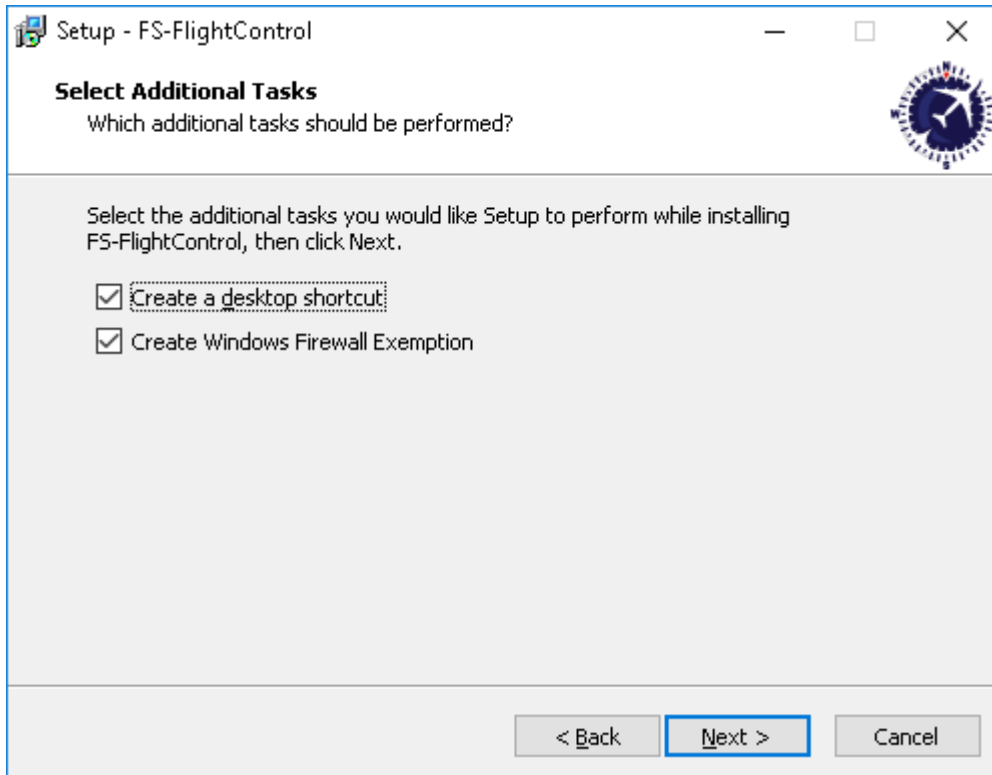 Setup - FS-FlightControl
Select Additional Tasks
Which additional tasks should be performed?
N
W
S
Select the additional tasks you would like Setup to perform while installing
FS-FlightControl, then click Next.
Create a desktop shortcut
Create Windows Firewall Exemption
< Back
Next >
Cancel